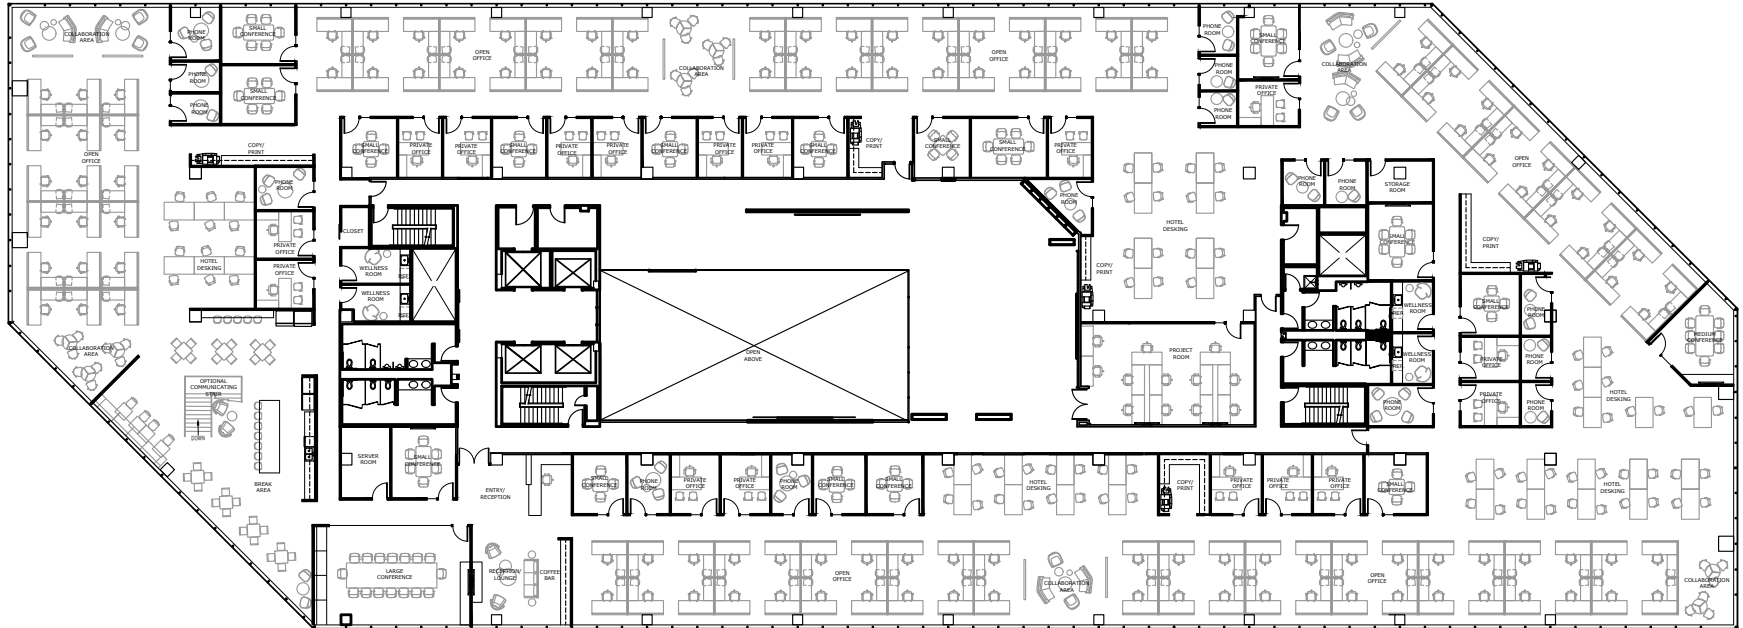 COLLABORATION
AREA
PHONE
ROOM
SMALL
CONFERENCE
PHONE
ROOM
SMALL
CONFERENCE
PHONE
ROOM
OPEN
OFFICE
COLLABORATION
AREA
OPEN
OFFICE
PHONE
ROOM
SMALL
CONFERENCE
PHONE
ROOM
PRIVATE
OFFICE
PHONE
ROOM
COLLABORATION
AREA
OPEN
OFFICE
OPEN
OFFICE
COPY/
PRINT
SMALL
CONFERENCE
PRIVATE
OFFICE
PRIVATE
OFFICE
SMALL
CONFERENCE
PRIVATE
OFFICE
PRIVATE
OFFICE
SMALL
CONFERENCE
PRIVATE
OFFICE
PRIVATE
OFFICE
SMALL
CONFERENCE
COPY/
PRINT
SMALL
CONFERENCE
SMALL
CONFERENCE
PRIVATE
OFFICE
PHONE
ROOM
PRIVATE
OFFICE
PRIVATE
OFFICE
HOTEL
DESKING
CLOSET
WELLNESS
ROOM
REF.
WELLNESS
ROOM
REF.
PHONE
ROOM
HOTEL
DESKING
COPY/
PRINT
PHONE
ROOM
PHONE
ROOM
STORAGE
ROOM
SMALL
CONFERENCE
WELLNESS
ROOM
REF.
WELLNESS
ROOM
REF.
PHONE
ROOM
COPY/
PRINT
SMALL
CONFERENCE
PHONE
ROOM
PRIVATE
OFFICE
PHONE
ROOM
PRIVATE
OFFICE
PHONE
ROOM
MEDIUM
CONFERENCE
HOTEL
DESKING
COLLABORATION
AREA
OPTIONAL
COMMUNICATING
STAIR
DOWN
BREAK
AREA
OPEN
ABOVE
PROJECT
ROOM
SERVER
ROOM
SMALL
CONFERENCE
ENTRY/
RECEPTION
SMALL
CONFERENCE
PHONE
ROOM
PRIVATE
OFFICE
PRIVATE
OFFICE
PHONE
ROOM
SMALL
CONFERENCE
SMALL
CONFERENCE
HOTEL
DESKING
COPY/
PRINT
PRIVATE
OFFICE
PRIVATE
OFFICE
PRIVATE
OFFICE
SMALL
CONFERENCE
HOTEL
DESKING
LARGE
CONFERENCE
RECEPTION/
LOUNGE
COFFEE
BAR
OPEN
OFFICE
COLLABORATION
AREA
OPEN
OFFICE
COLLABORATION
AREA